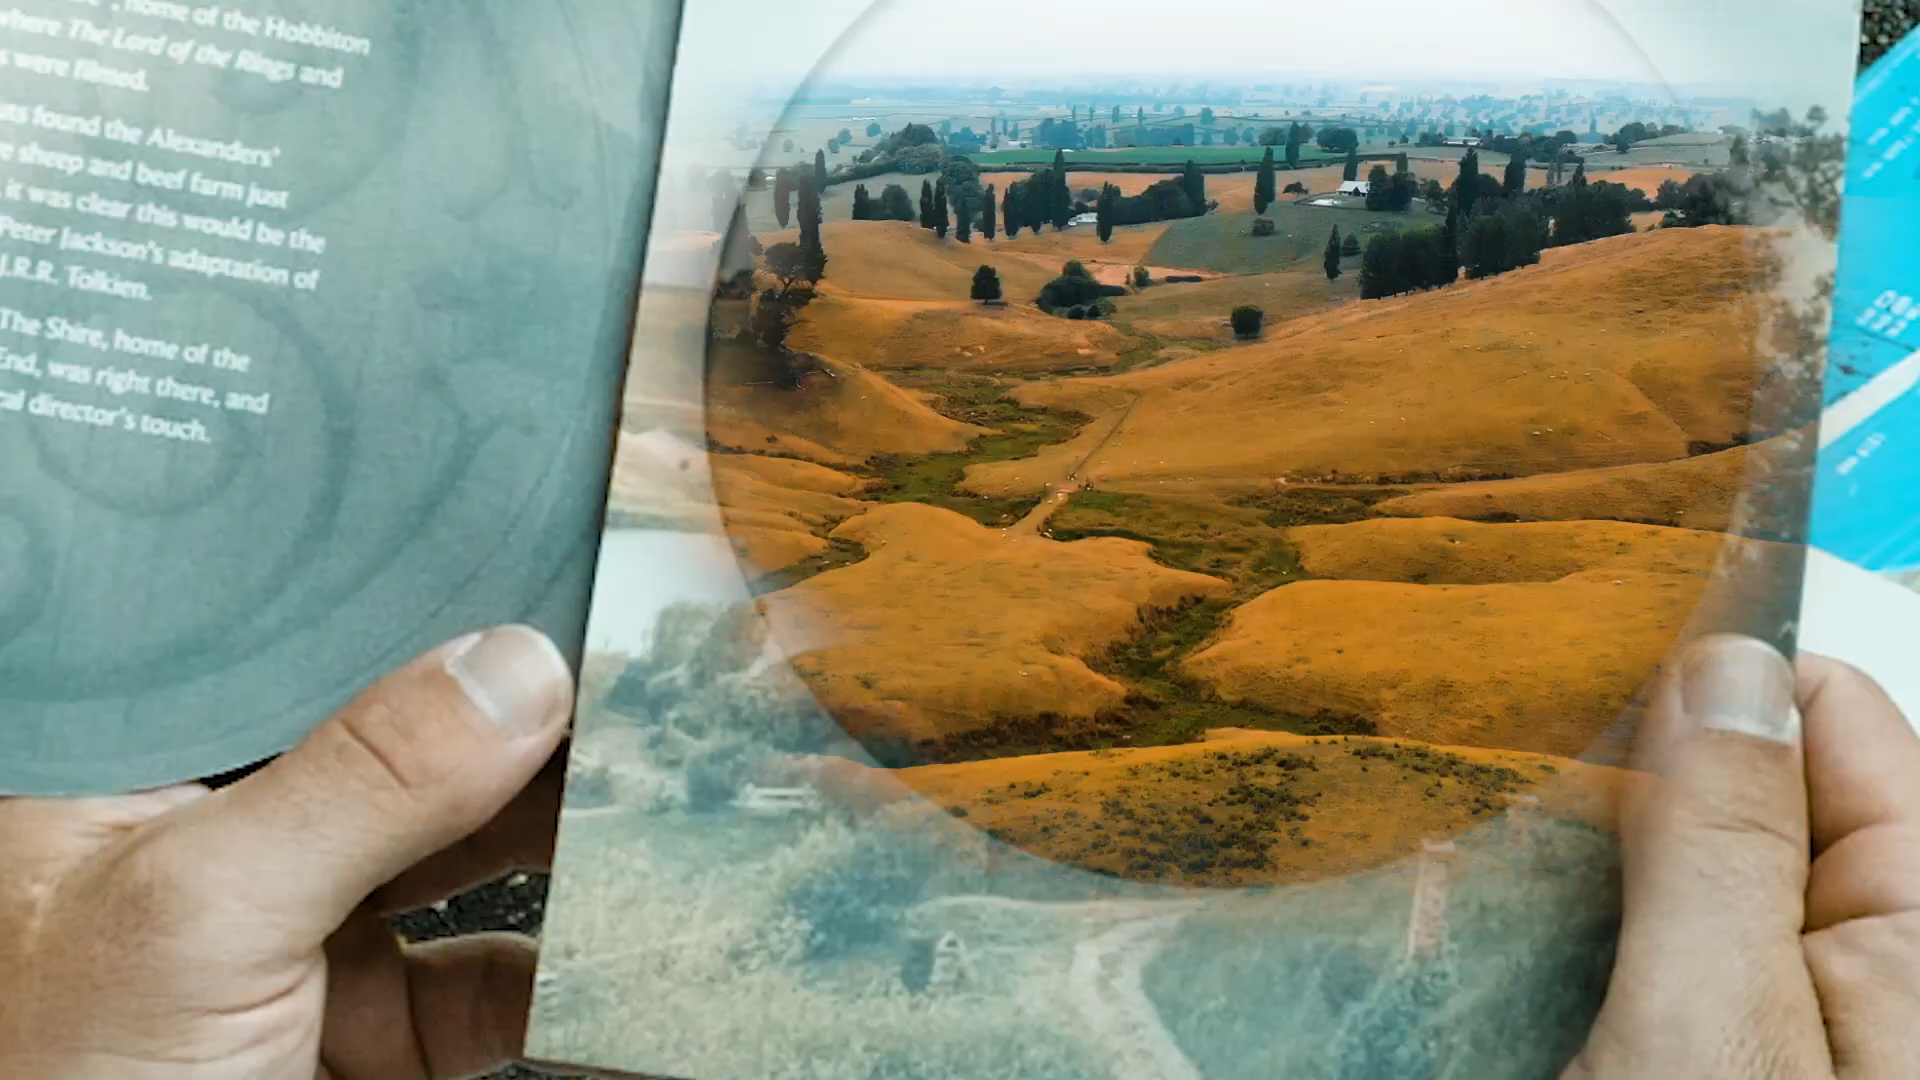 , home of the Hobbiton
where The Lord of the Rings and
were filmed.
found the Alexanders'
sheep and beef farm just
it was clear this would be the
Peter Jackson's adaptation of
J.R.R. Tolkien.
The Shire, home of the
End, was right there, and
director's touch.